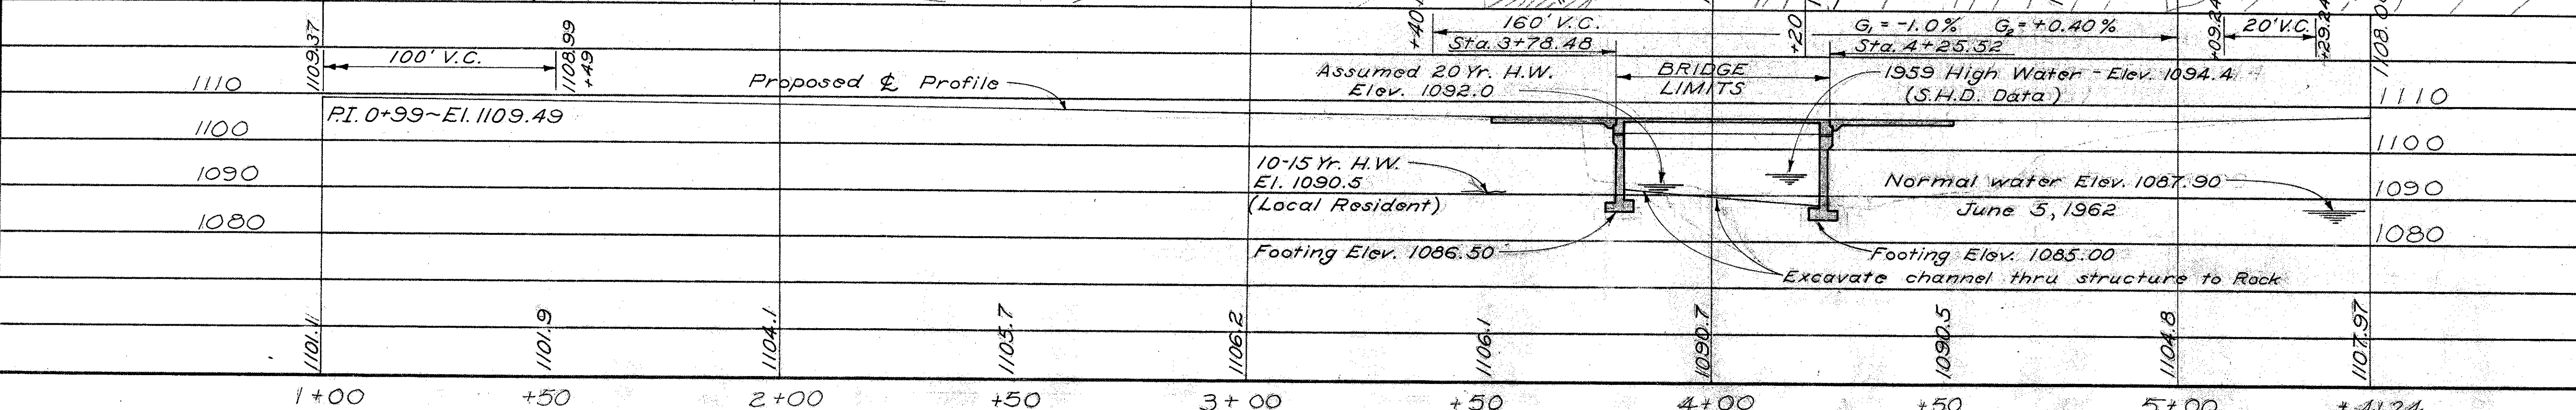 1109.37
100' V.C.
1108.99
+49
+40.
160' V.C.
Sta. 3+78.48
+20
G₁ = -1.0% G₂ = +0.40%
Sta. 4+25.52
+09.24
20' V.C.
+29.24
1110
Proposed ℄ Profile
Assumed 20 Yr. H.W.
Elev. 1092.0
BRIDGE
LIMITS
1959 High Water - Elev. 1094.4
(S.H.D. Data)
1110
P.I. 0+99~El. 1109.49
1100
1100
1090
10-15 Yr. H.W.
El. 1090.5
(Local Resident)
Normal water Elev. 1087.90
June 5, 1962
1090
1080
1080
Footing Elev. 1086.50
Footing Elev. 1085.00
Excavate channel thru structure to Rock
1101.1
1101.9
1104.1
1105.7
1106.2
1106.1
1090.7
1090.5
1104.8
1107.97
1+00
+50
2+00
+50
3+00
+50
4+00
+50
5+00